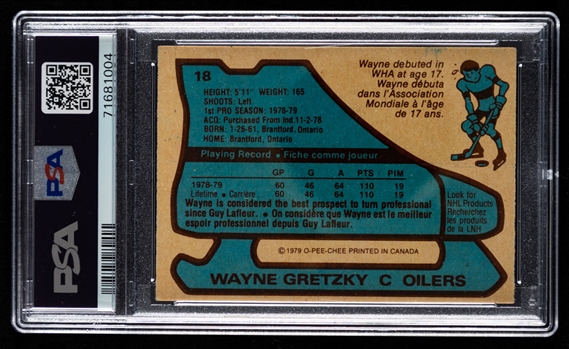 71681004
PSA
PSA
18
HEIGHT: 5'11" WEIGHT: 165
SHOOTS: Left
1st PRO SEASON: 1978-79
ACQ: Purchased From Ind. 11-2-78
BORN: 1-26-61, Brantford, Ontario
HOME: Brantford, Ontario
Wayne debuted in
WHA at age 17.
Wayne débuta
dans l'Association
Mondiale à l'âge
de 17 ans.
Playing Record • Fiche comme joueur
GP G A PTS PIM
1978-79 60 46 64 110 19
Lifetime • Carrière 60 46 64 110 19
Wayne is considered the best prospect to turn professional
since Guy Lafleur. • On considère que Wayne est le meilleur
espoir professionel depuis Guy Lafleur.
Look for
NHL Products
Recherchez
les produits
de la LNH
©1979 O-PEE-CHEE PRINTED IN CANADA
WAYNE GRETZKY C OILERS